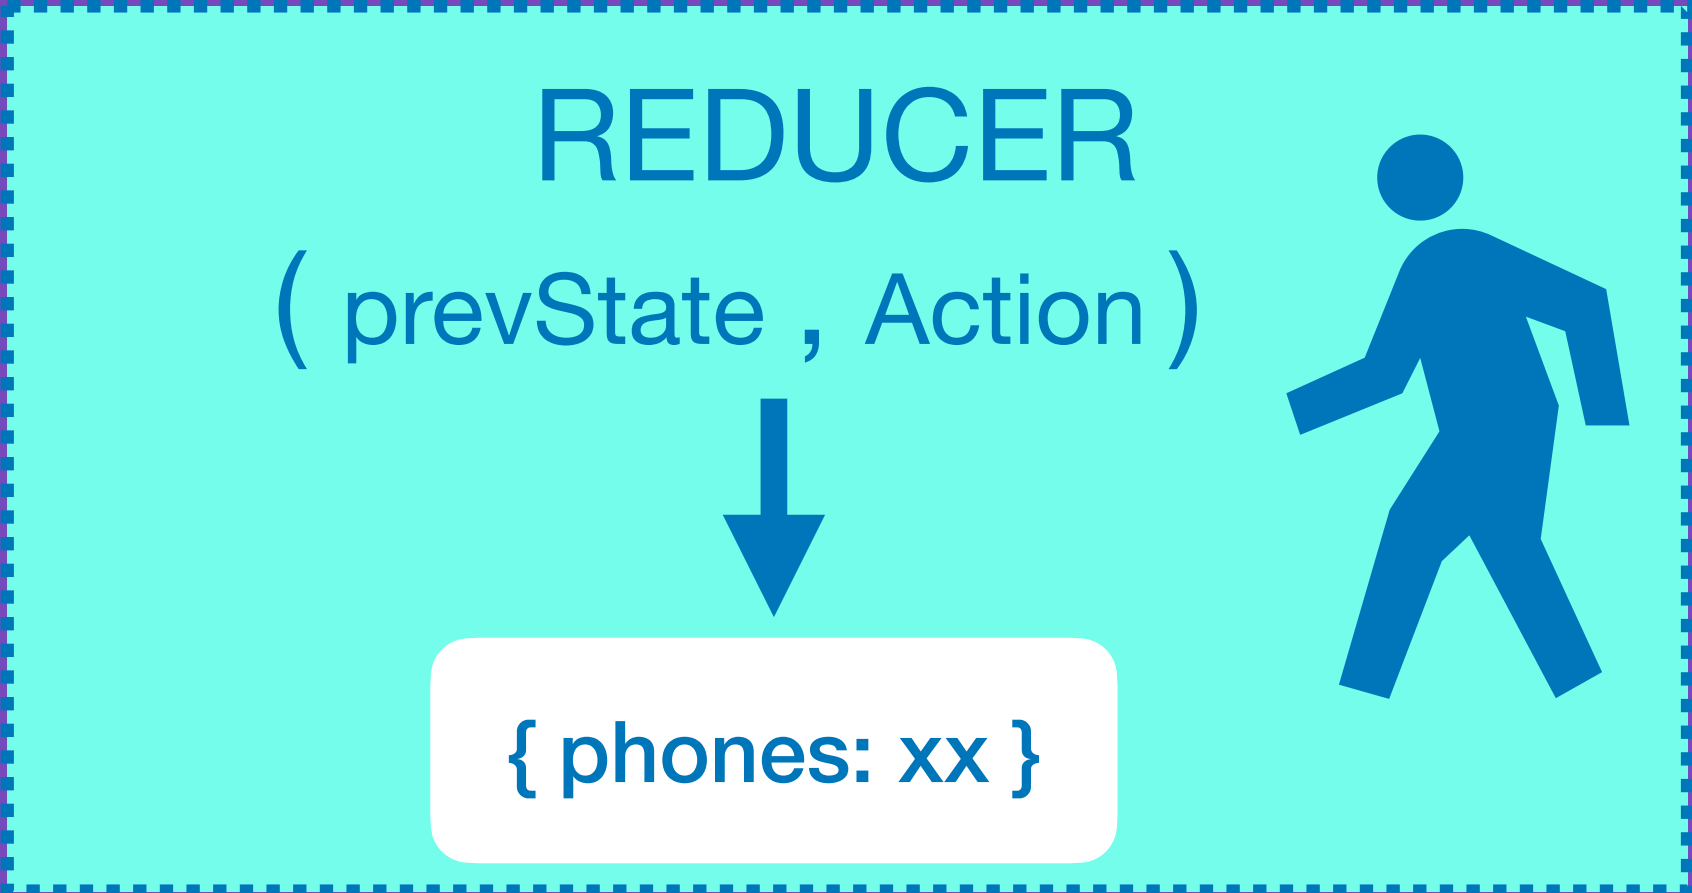 REDUCER
( prevState , Action )
{ phones: xx }